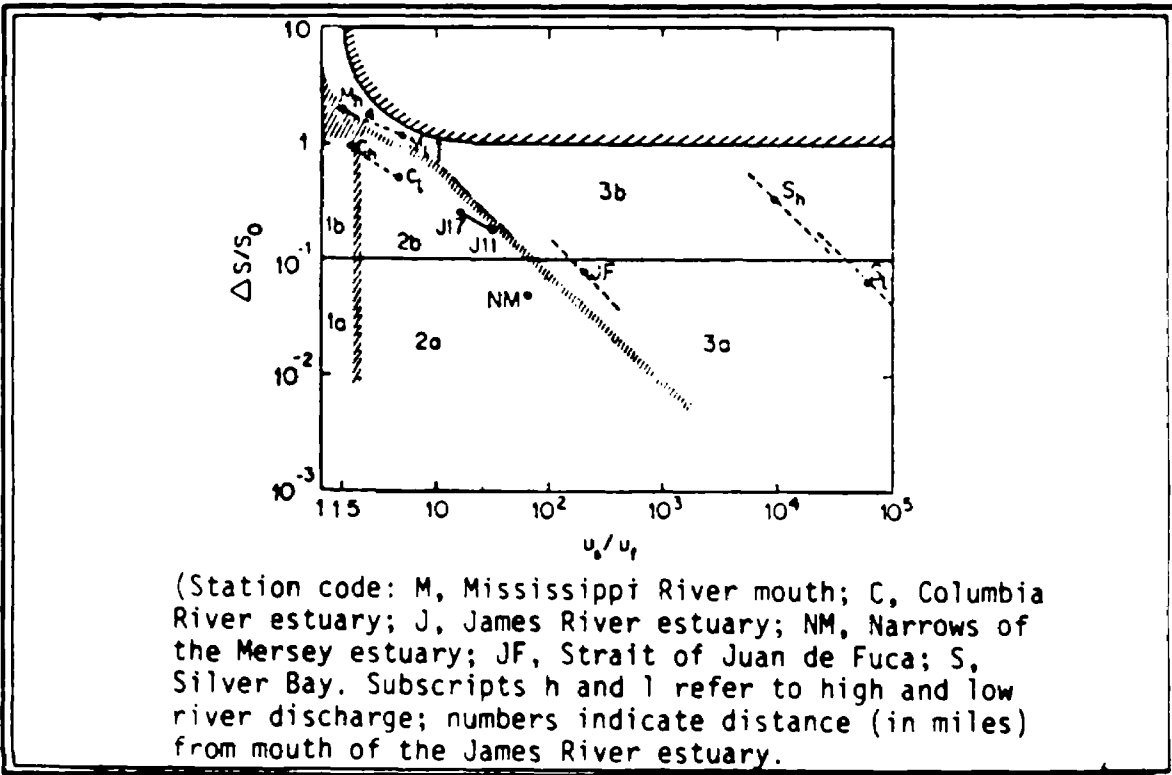 10
1
10⁻¹
10⁻²
10⁻³
ΔS/S₀
Mₕ
Cₗ
3b
Sₕ
1b
2b
J17
J11
JF
NM
1a
2a
3a
1 1.5 10 10² 10³ 10⁴ 10⁵
(Station code: M, Mississippi River mouth; C, Columbia
River estuary; J, James River estuary; NM, Narrows of
the Mersey estuary; JF, Strait of Juan de Fuca; S,
Silver Bay. Subscripts h and l refer to high and low
river discharge; numbers indicate distance (in miles)
from mouth of the James River estuary.